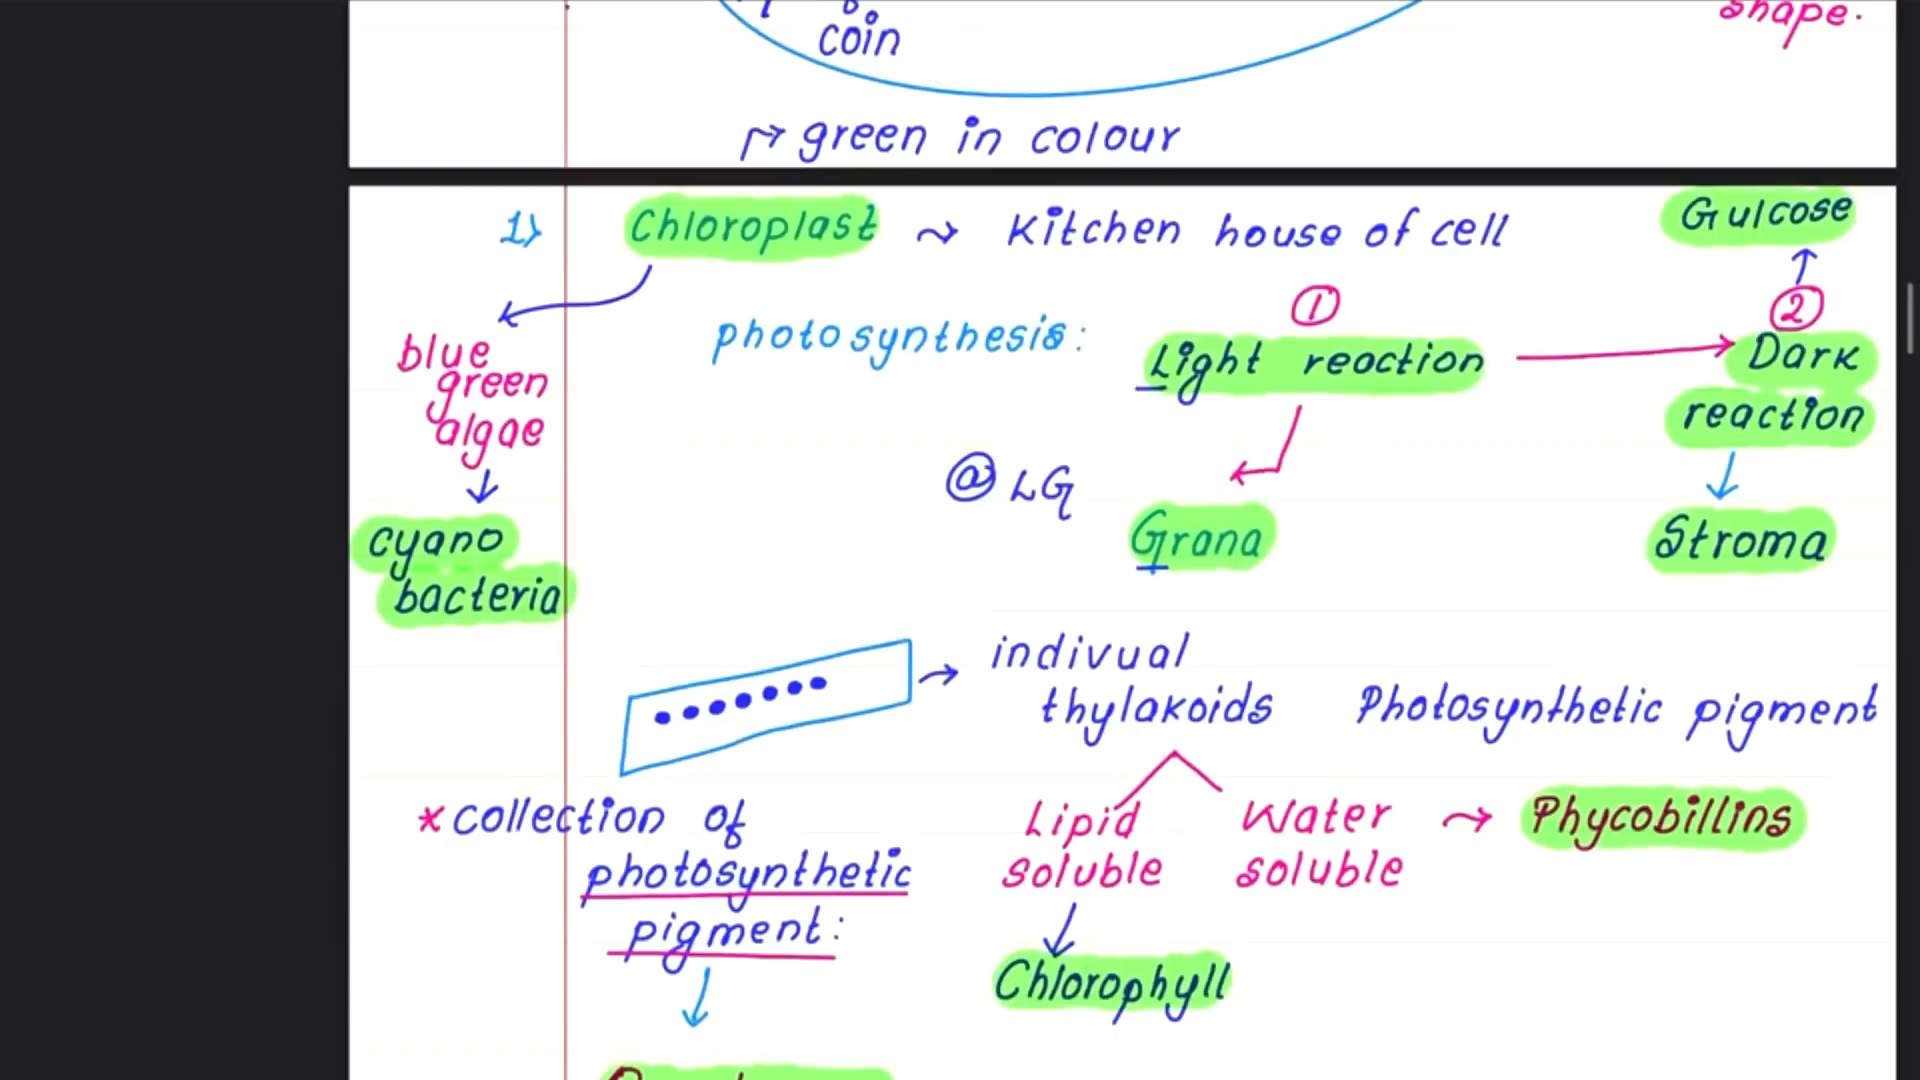 coin
shape.
green in colour
1) Chloroplast ~> Kitchen house of cell
Gulcose
blue
green
algae
cyano
bacteria
photosynthesis:
1
Light reaction
2
Dark
reaction
@ LG
Grana
Stroma
indivual
thylakoids
Photosynthetic pigment
*collection of
photosynthetic
pigment:
Lipid
soluble
Water
soluble
→ Phycobillins
Chlorophyll